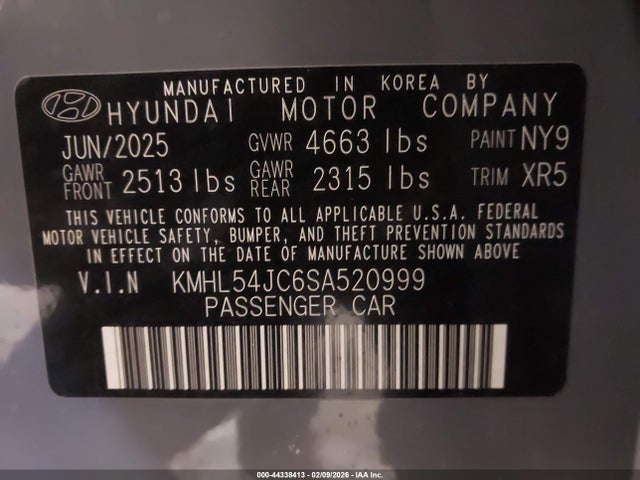 MANUFACTURED IN KOREA BY
HYUNDAI MOTOR COMPANY
JUN/2025 GVWR 4663 lbs PAINT NY9
GAWR FRONT 2513 lbs GAWR REAR 2315 lbs TRIM XR5
THIS VEHICLE CONFORMS TO ALL APPLICABLE U.S.A. FEDERAL
MOTOR VEHICLE SAFETY, BUMPER, AND THEFT PREVENTION STANDARDS
IN EFFECT ON THE DATE OF MANUFACTURE SHOWN ABOVE
V.I.N KMHL54JC6SA520999
PASSENGER CAR
000-44338413 - 02/09/2026 - IAA Inc.